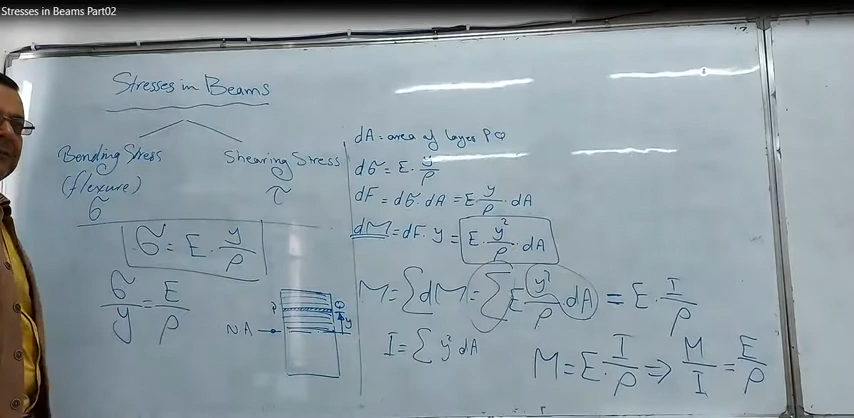 Stresses in Beams Part02
Stresses in Beams
Bending Stress
(flexure)
σ
Shearing Stress
τ
σ = E · y/ρ
σ/y = E/ρ
P
Q
y
N.A
dA = area of layer PQ
dσ = E · y/ρ
dF = dσ · dA = E y/ρ · dA
dM = dF · y = E · y²/ρ · dA
M = Σ dM = Σ E y²/ρ · dA = E · I/ρ
I = Σ y² dA
M = E · I/ρ ⇒ M/I = E/ρ